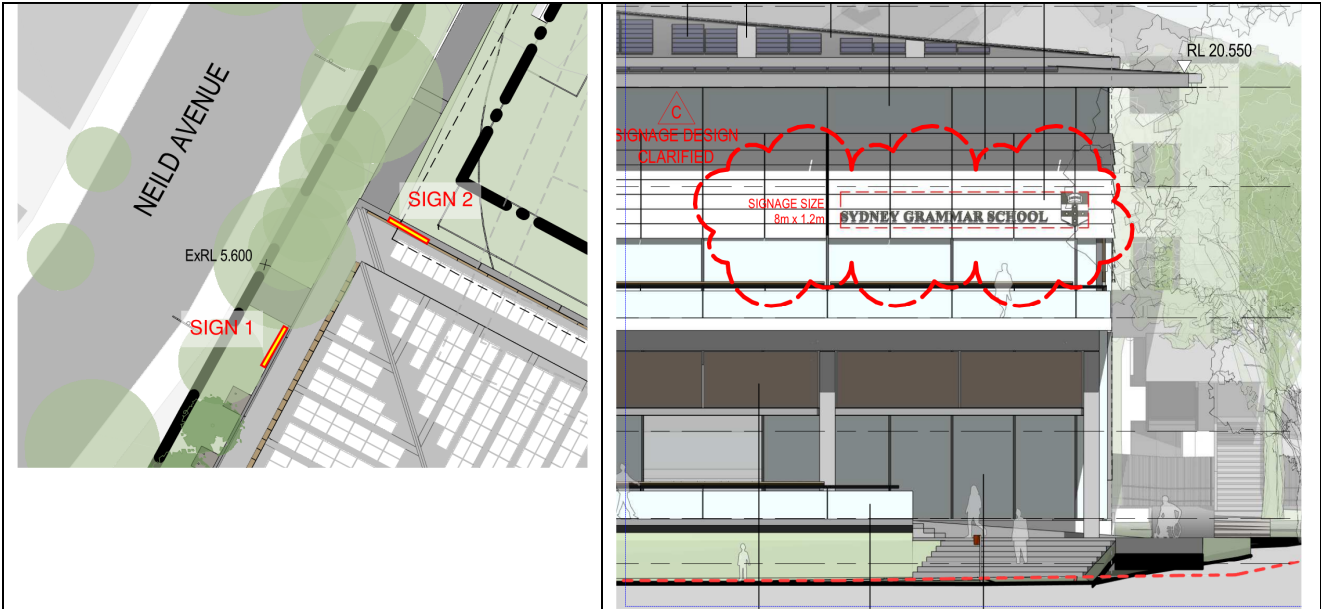 NEILD AVENUE
SIGN 2
ExRL 5.600
SIGN 1
RL 20.550
C
SIGNAGE DESIGN
CLARIFIED
SIGNAGE SIZE
8m x 1.2m
SYDNEY GRAMMAR SCHOOL